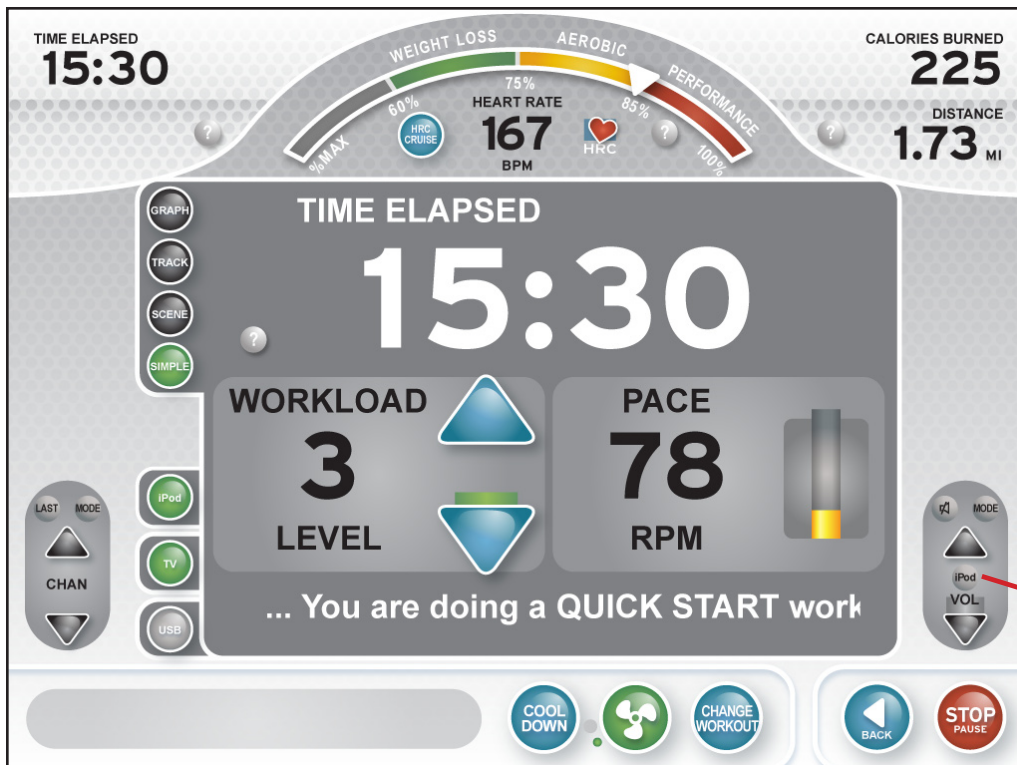 TIME ELAPSED
15:30
WEIGHT LOSS
AEROBIC
PERFORMANCE
%MAX
60%
75%
85%
100%
HRC
CRUISE
HEART RATE
167
BPM
HRC
?
?
?
CALORIES BURNED
225
DISTANCE
1.73 MI
GRAPH
TRACK
SCENE
SIMPLE
TIME ELAPSED
15:30
?
WORKLOAD
3
LEVEL
PACE
78
RPM
... You are doing a QUICK START work
iPod
TV
USB
LAST
MODE
CHAN
MODE
iPod
VOL
COOL
DOWN
CHANGE
WORKOUT
BACK
STOP
PAUSE